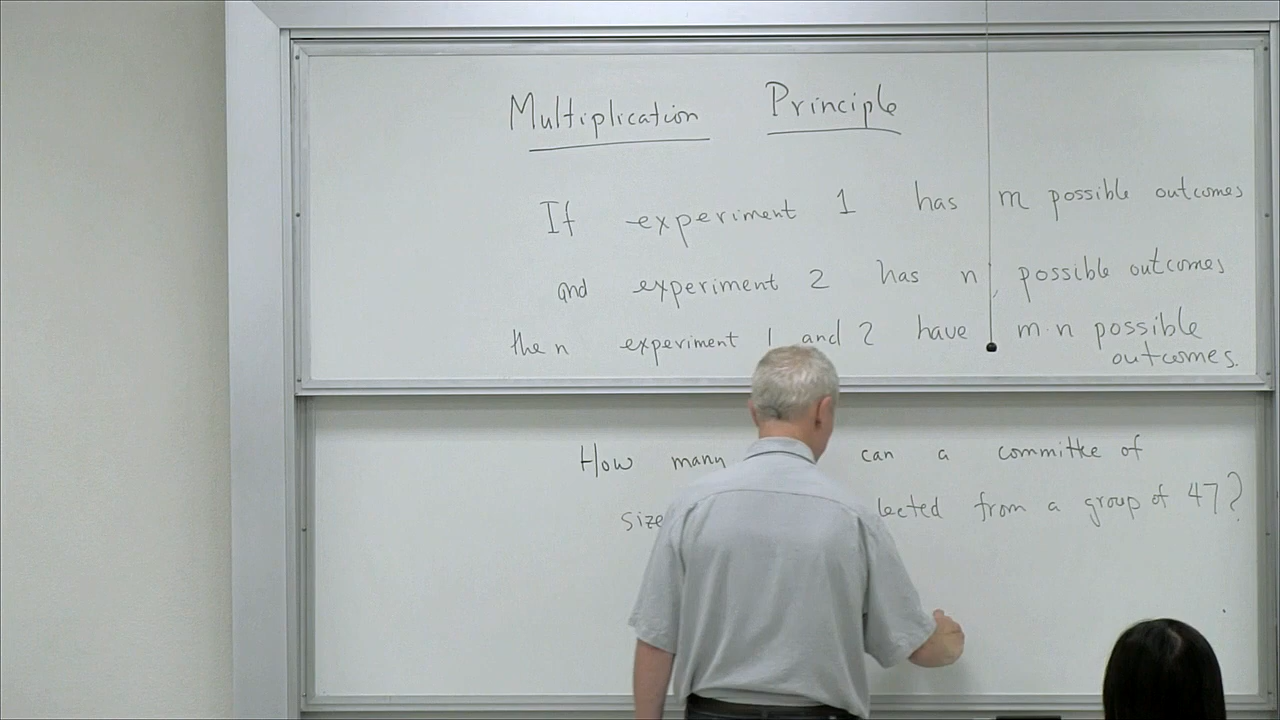 Multiplication Principle
If experiment 1 has m possible outcomes
and experiment 2 has n possible outcomes
then experiment 1 and 2 have m·n possible
outcomes.
How many can a committee of
size lected from a group of 47?